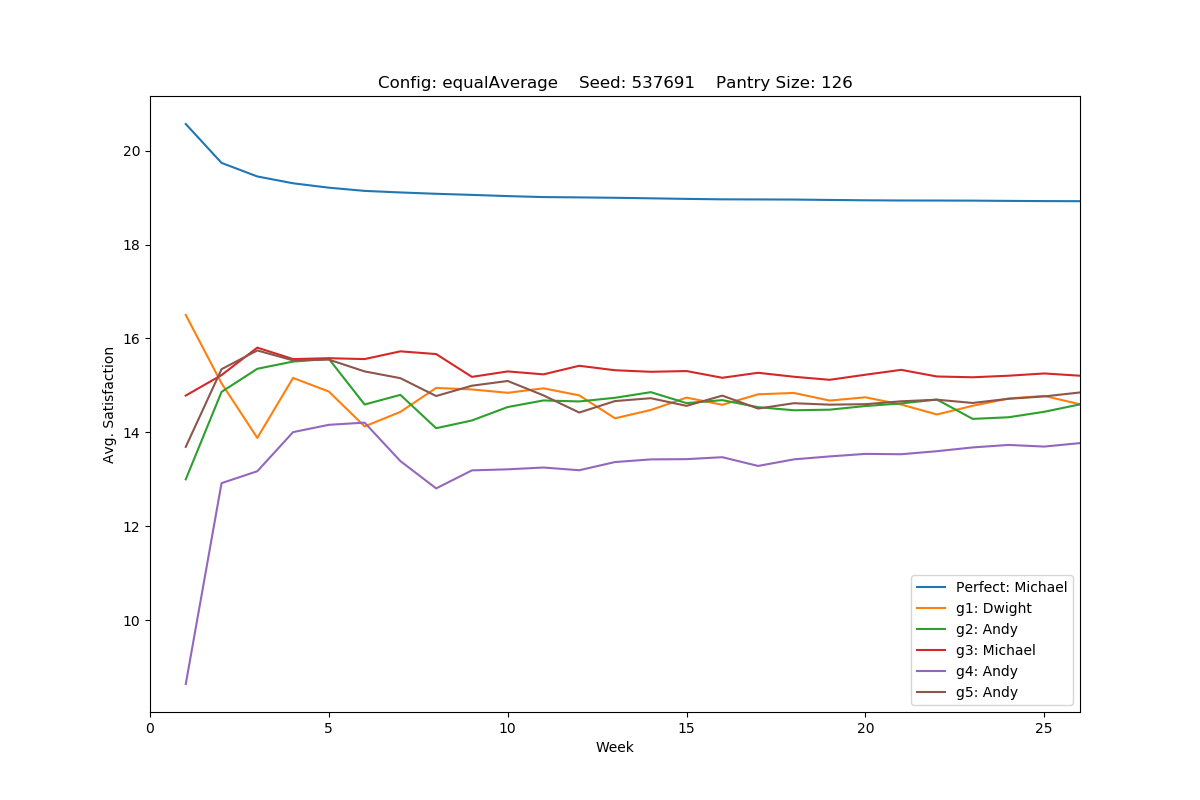 Config: equalAverage    Seed: 537691    Pantry Size: 126
20
18
16
14
12
10
Avg. Satisfaction
0
5
10
15
20
25
Week
Perfect: Michael
g1: Dwight
g2: Andy
g3: Michael
g4: Andy
g5: Andy